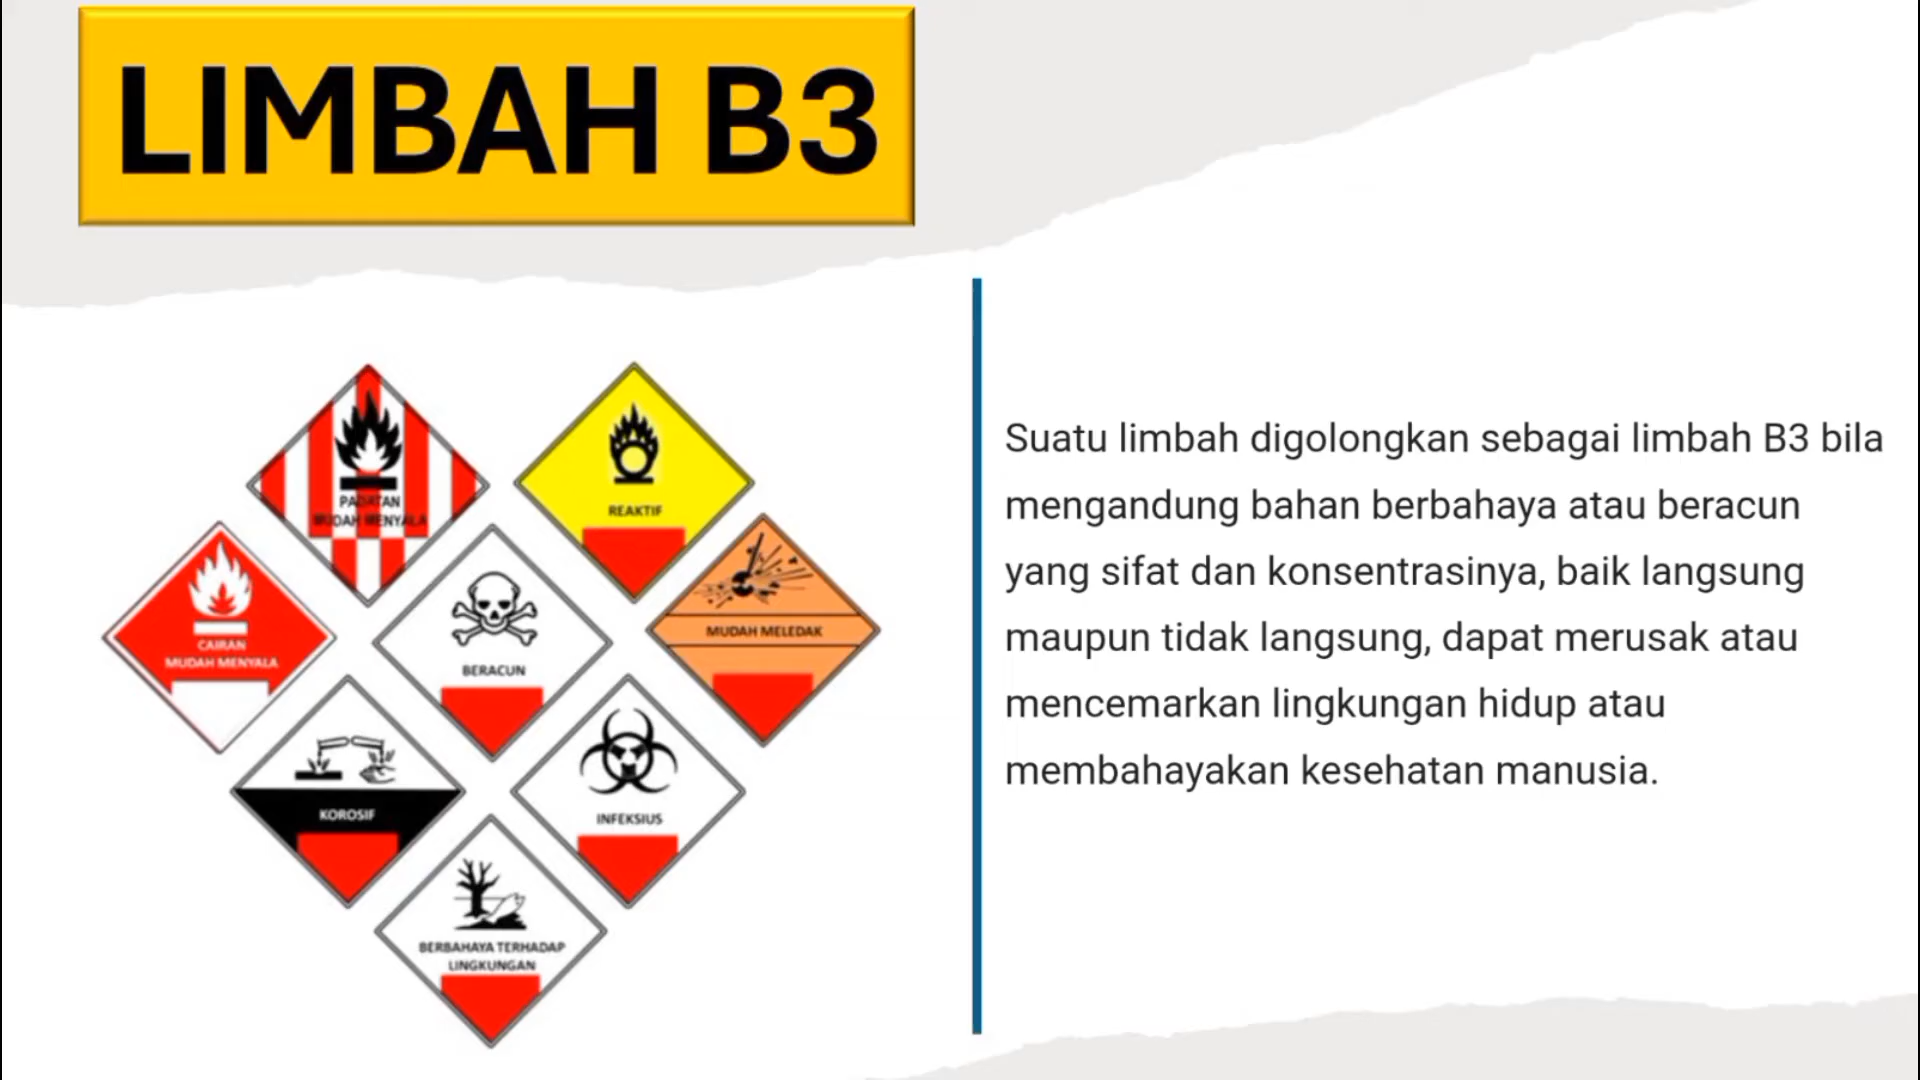 LIMBAH B3
PADATAN
MUDAH MENYALA
REAKTIF
CAIRAN
MUDAH MENYALA
BERACUN
MUDAH MELEDAK
KOROSIF
INFEKSIUS
BERBAHAYA TERHADAP
LINGKUNGAN
Suatu limbah digolongkan sebagai limbah B3 bila
mengandung bahan berbahaya atau beracun
yang sifat dan konsentrasinya, baik langsung
maupun tidak langsung, dapat merusak atau
mencemarkan lingkungan hidup atau
membahayakan kesehatan manusia.